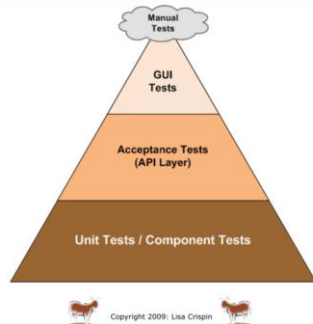 Manual
Tests
GUI
Tests
Acceptance Tests
(API Layer)
Unit Tests / Component Tests
Copyright 2009: Lisa Crispin